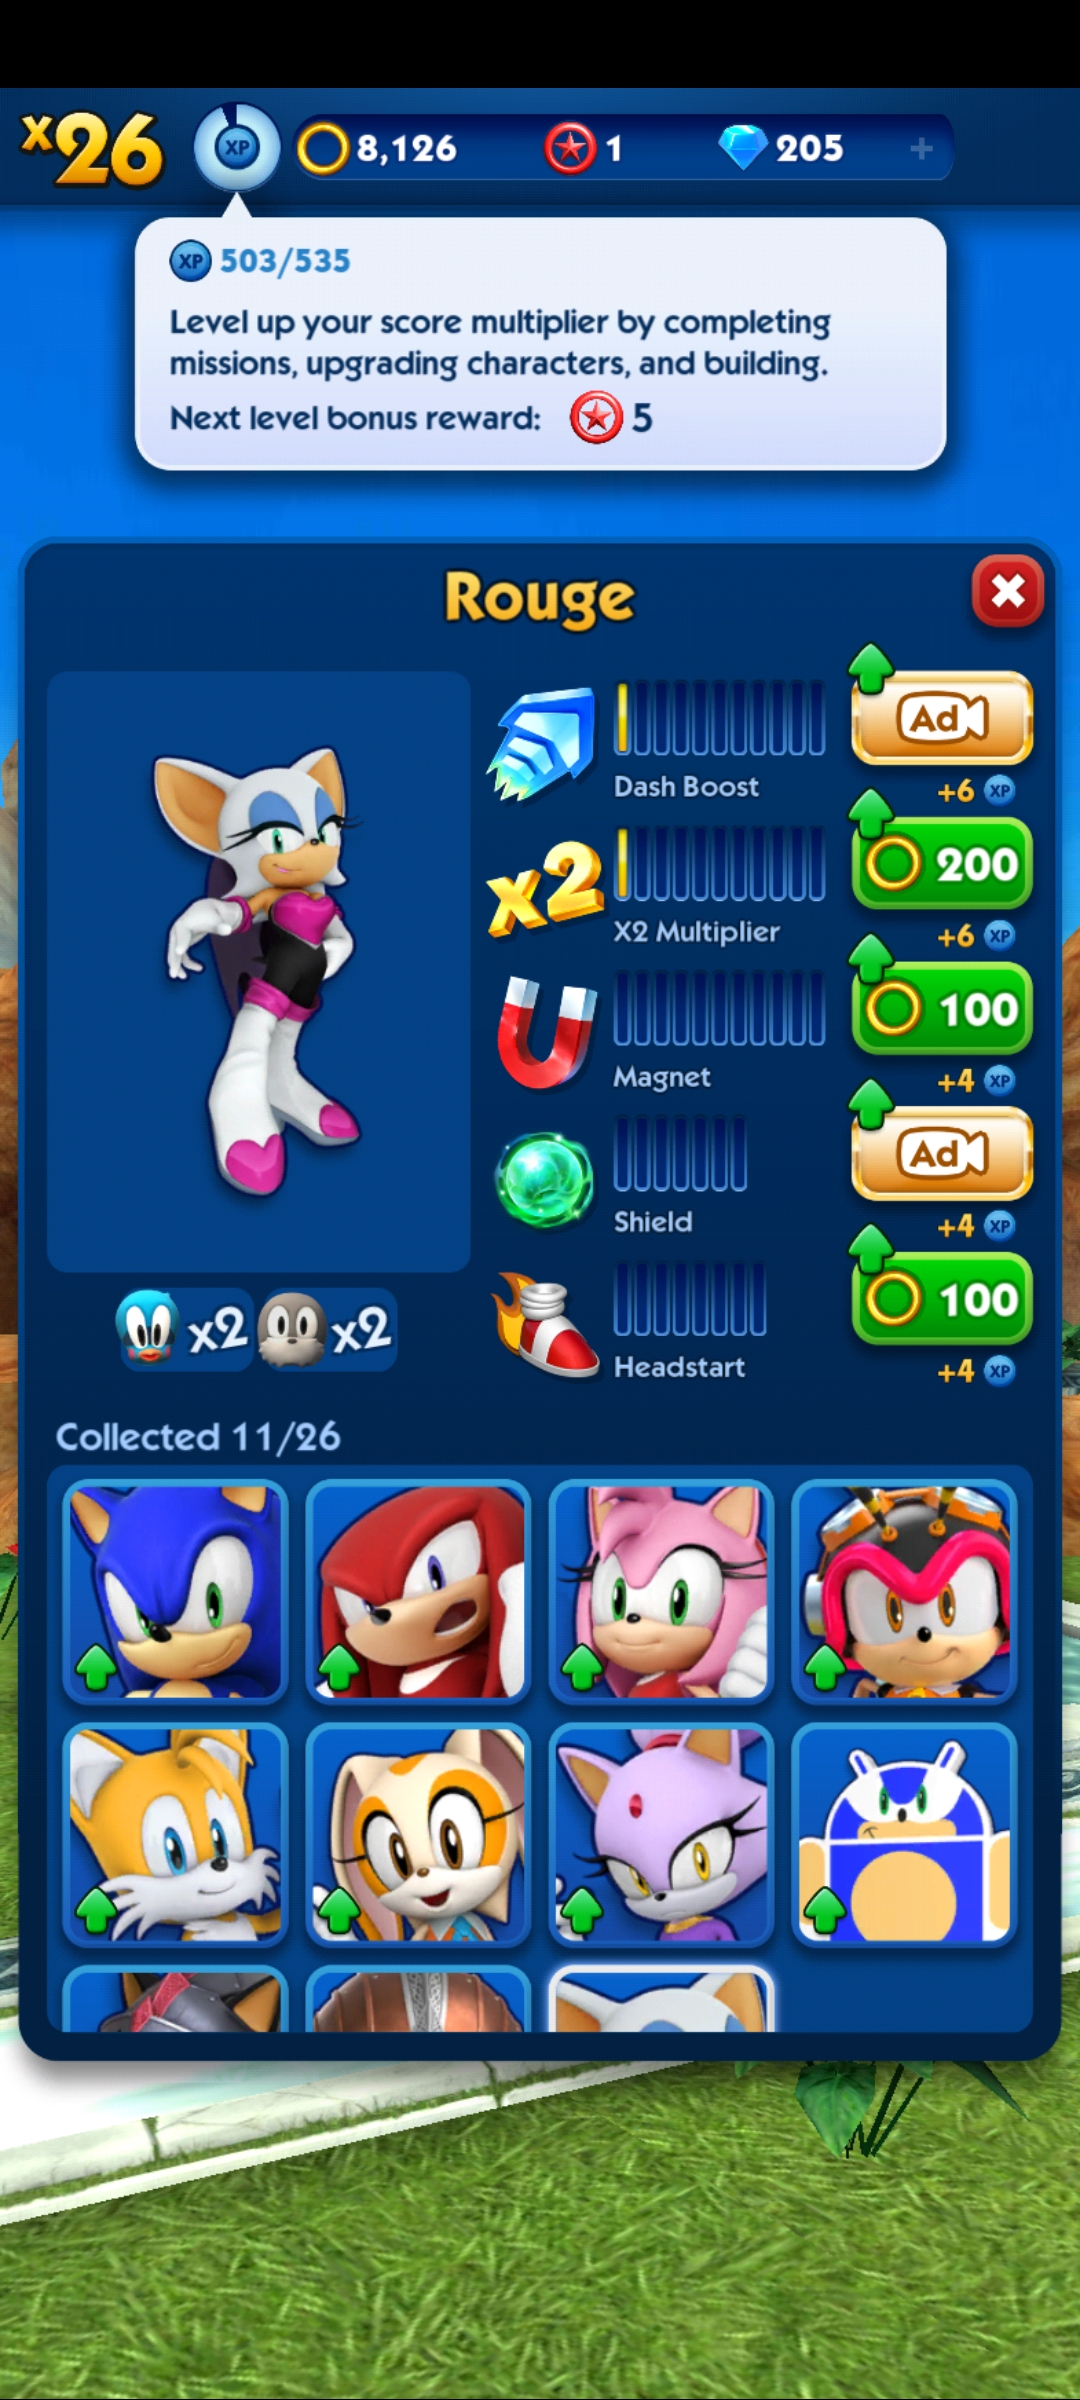 x26
XP
8,126
1
205
+
XP 503/535
Level up your score multiplier by completing
missions, upgrading characters, and building.
Next level bonus reward: 5
Rouge
Dash Boost
Ad
+6 XP
x2
X2 Multiplier
200
+6 XP
Magnet
100
+4 XP
Shield
Ad
+4 XP
Headstart
100
+4 XP
x2 x2
Collected 11/26